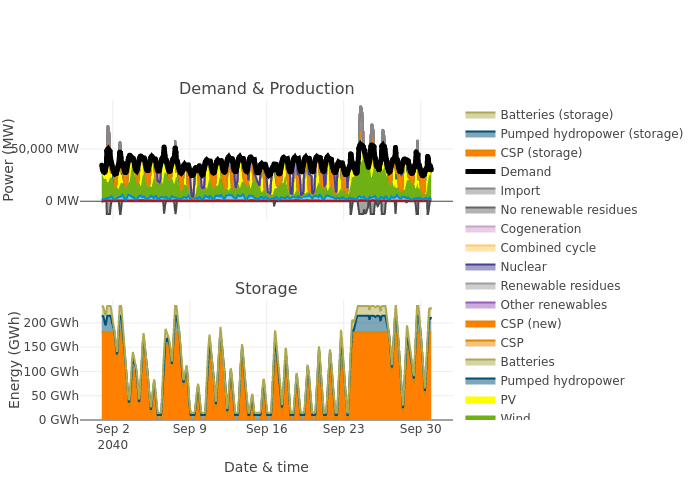 Demand & Production
Power (MW)
50,000 MW
0 MW
Storage
Energy (GWh)
200 GWh
150 GWh
100 GWh
50 GWh
0 GWh
Sep 2
2040
Sep 9
Sep 16
Sep 23
Sep 30
Date & time
Batteries (storage)
Pumped hydropower (storage)
CSP (storage)
Demand
Import
No renewable residues
Cogeneration
Combined cycle
Nuclear
Renewable residues
Other renewables
CSP (new)
CSP
Batteries
Pumped hydropower
PV
Wind